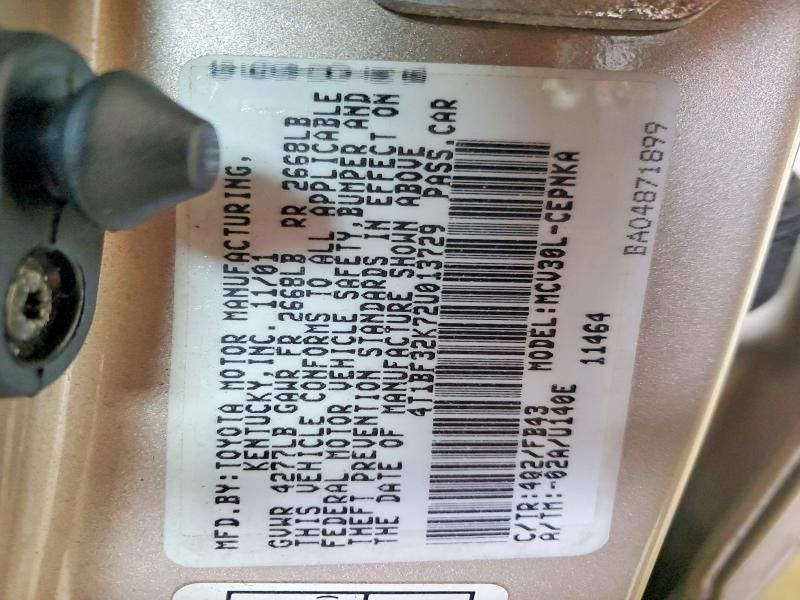 MFD.BY:TOYOTA MOTOR MANUFACTURING,
KENTUCKY, INC. 11/01
GVWR 4277LB GAWR FR 2668LB RR 2668LB
THIS VEHICLE CONFORMS TO ALL APPLICABLE
FEDERAL MOTOR VEHICLE SAFETY,BUMPER AND
THEFT PREVENTION STANDARDS IN EFFECT ON
THE DATE OF MANUFACTURE SHOWN ABOVE
4T1BF32K72U013729 PASS.CAR
C/TR:402/FB43 MODEL:MCV30L-CEPNKA
A/TM:-02A/U140E 11464
BA04871899